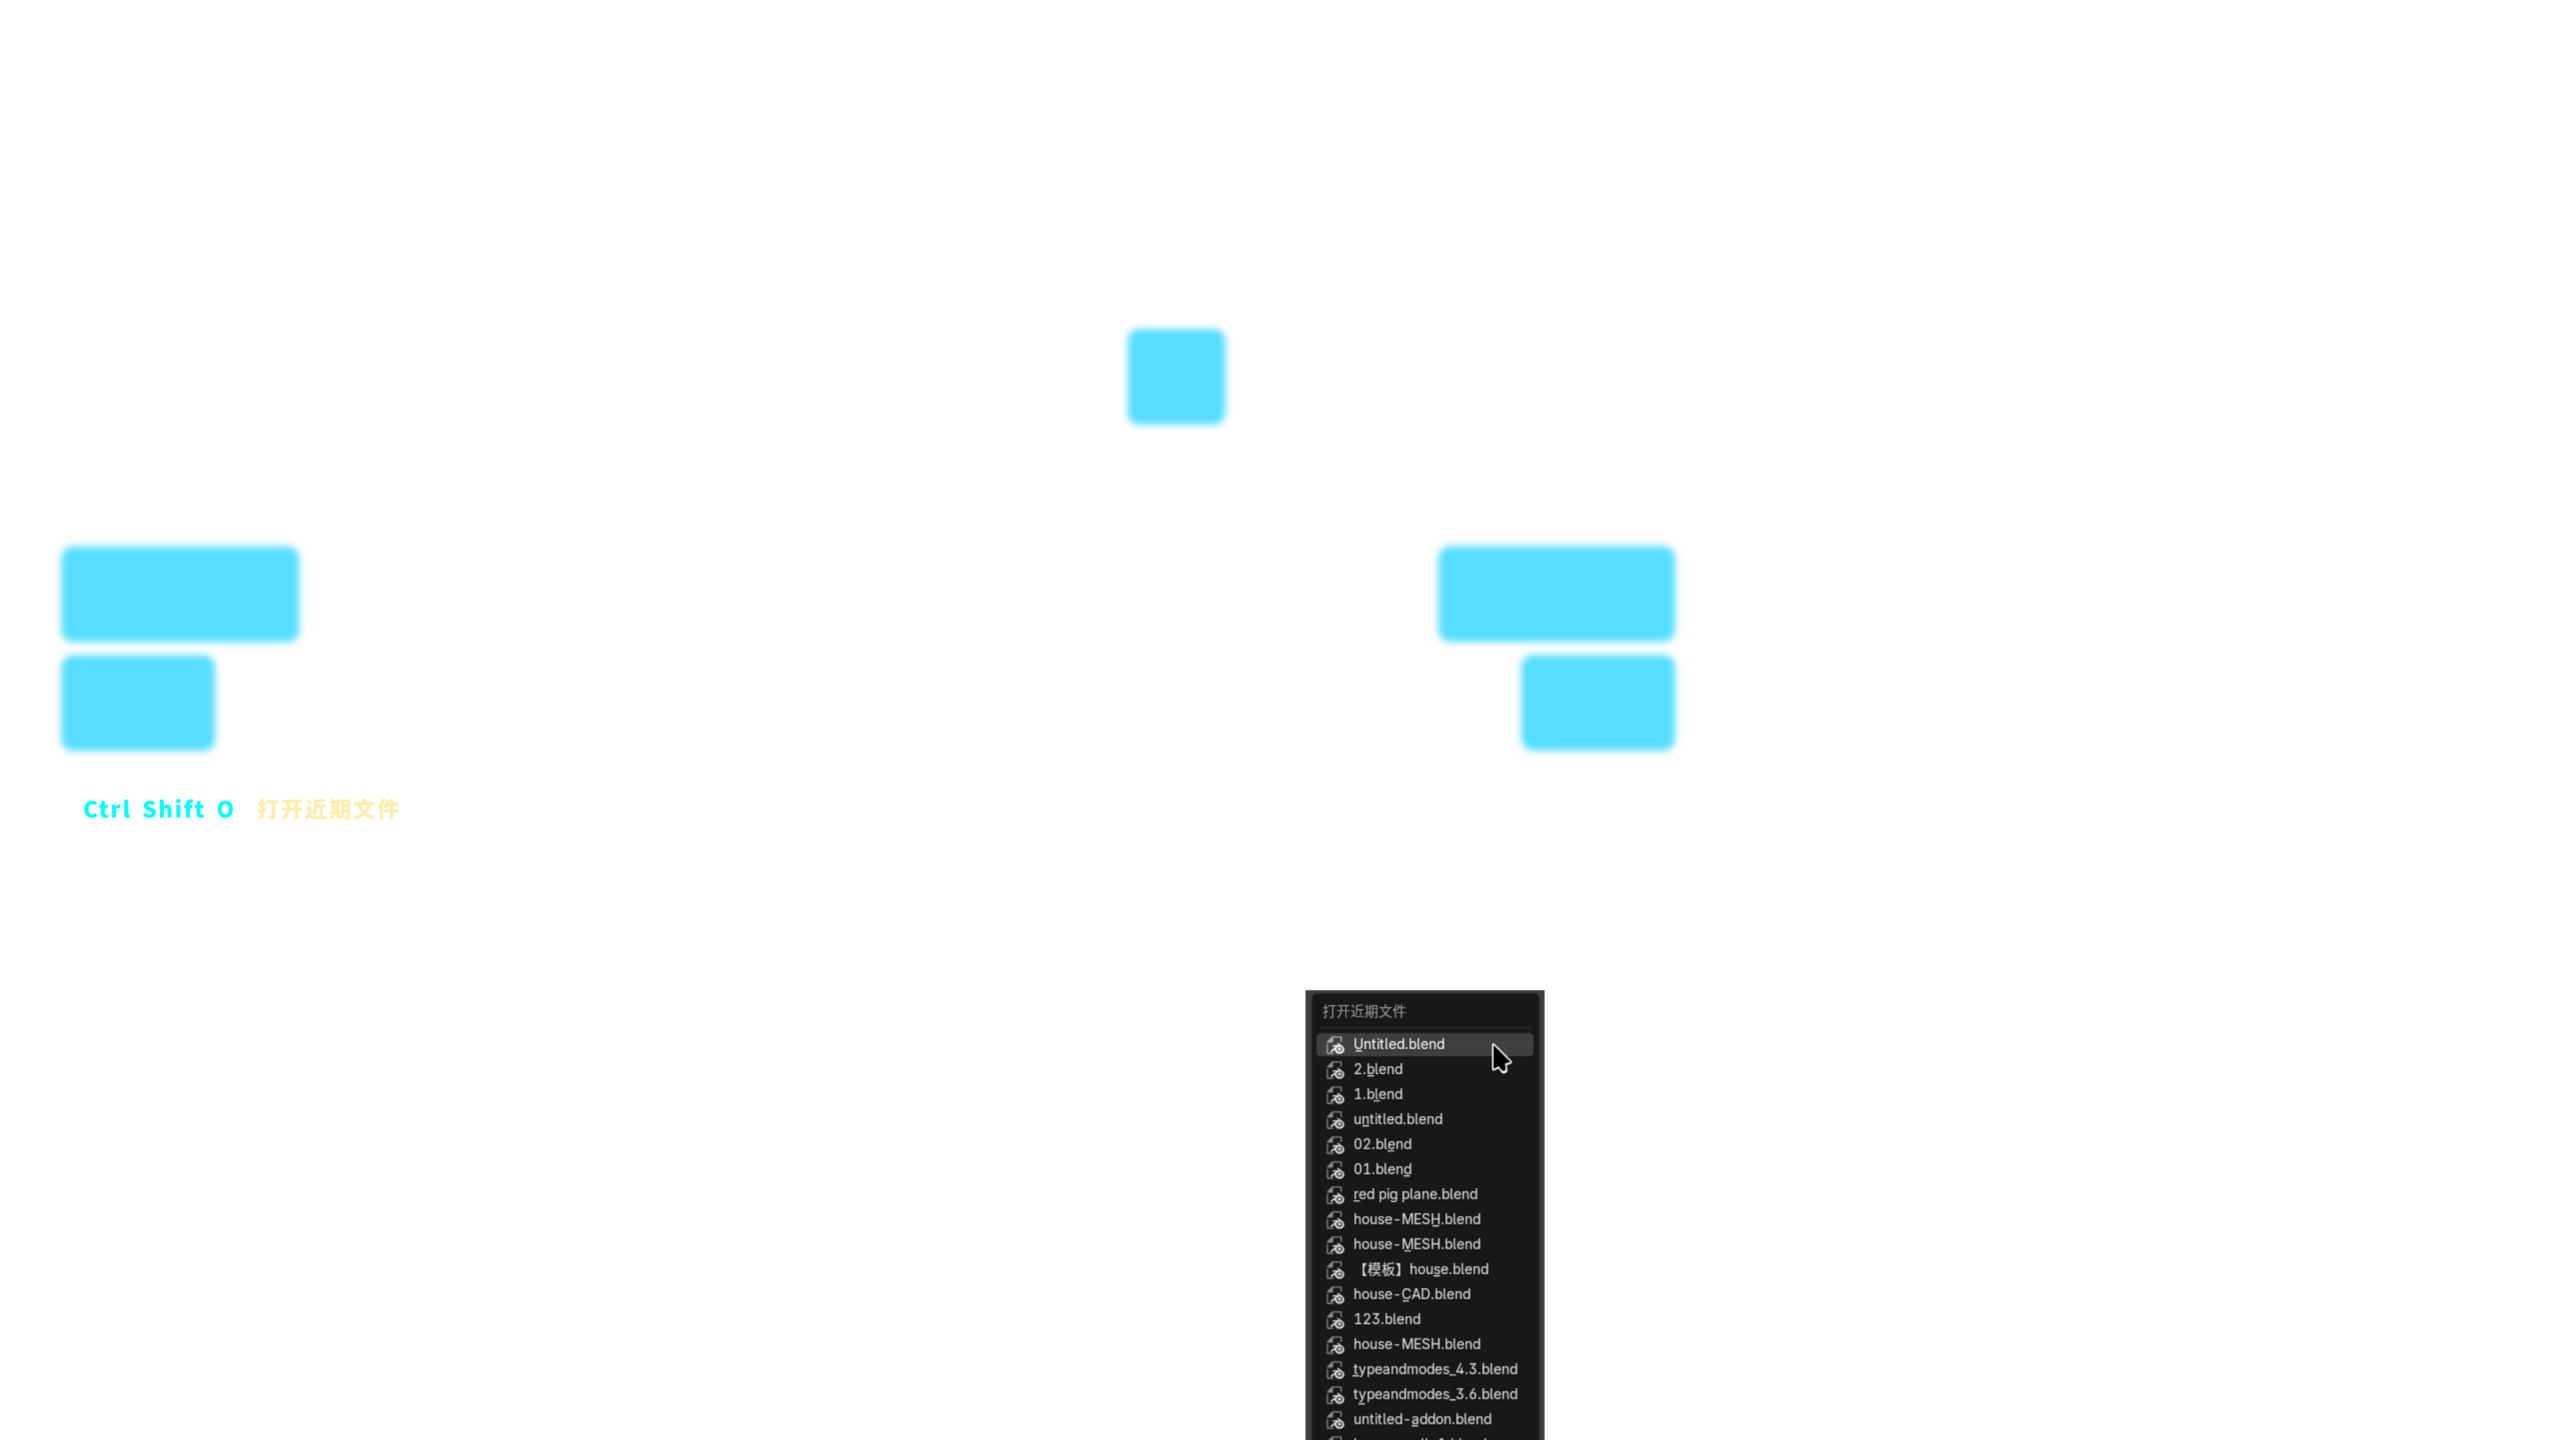 Ctrl Shift O 打开近期文件
打开近期文件
Untitled.blend
2.blend
1.blend
untitled.blend
02.blend
01.blend
red pig plane.blend
house-MESH.blend
house-MESH.blend
【模板】house.blend
house-CAD.blend
123.blend
house-MESH.blend
typeandmodes_4.3.blend
typeandmodes_3.6.blend
untitled-addon.blend